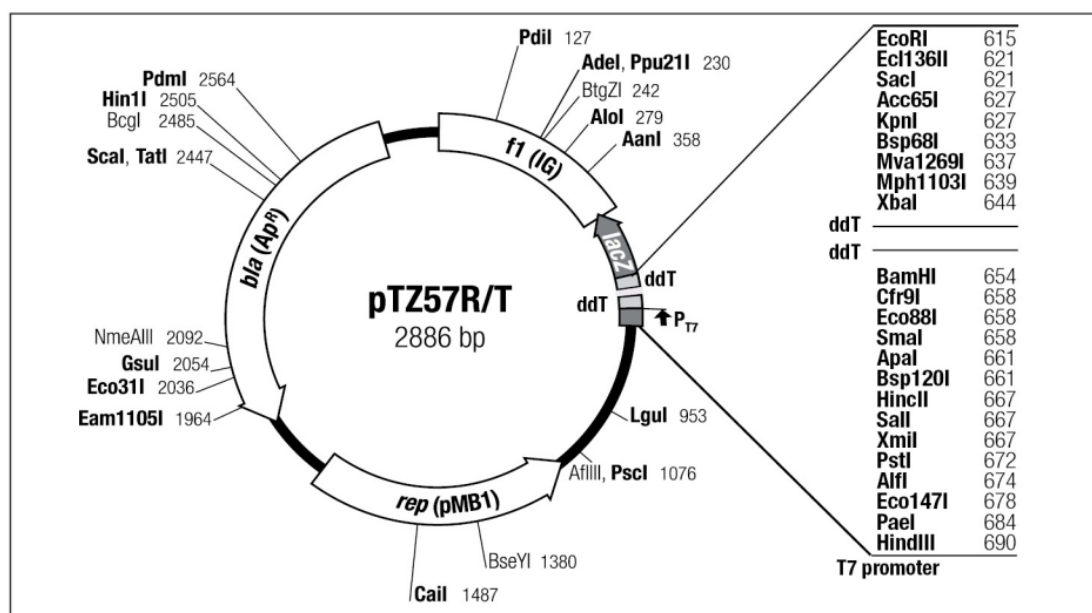 PdiI 127
AdeI, Ppu21I 230
BtgZI 242
AloI 279
AanI 358
PdmI 2564
Hin1I 2505
BcgI 2485
ScaI, TatI 2447
NmeAIII 2092
GsuI 2054
Eco31I 2036
Eam1105I 1964
f1 (IG)
lacZ
ddT
ddT
PT7
bla (ApR)
rep (pMB1)
pTZ57R/T
2886 bp
LguI 953
AflIII, PscI 1076
BseYI 1380
CaiI 1487
EcoRI 615
Ecl136II 621
SacI 621
Acc65I 627
KpnI 627
Bsp68I 633
Mva1269I 637
Mph1103I 639
XbaI 644
ddT
ddT
BamHI 654
Cfr9I 658
Eco88I 658
SmaI 658
ApaI 661
Bsp120I 661
HincII 667
SalI 667
XmiI 667
PstI 672
AlfI 674
Eco147I 678
PaeI 684
HindIII 690
T7 promoter